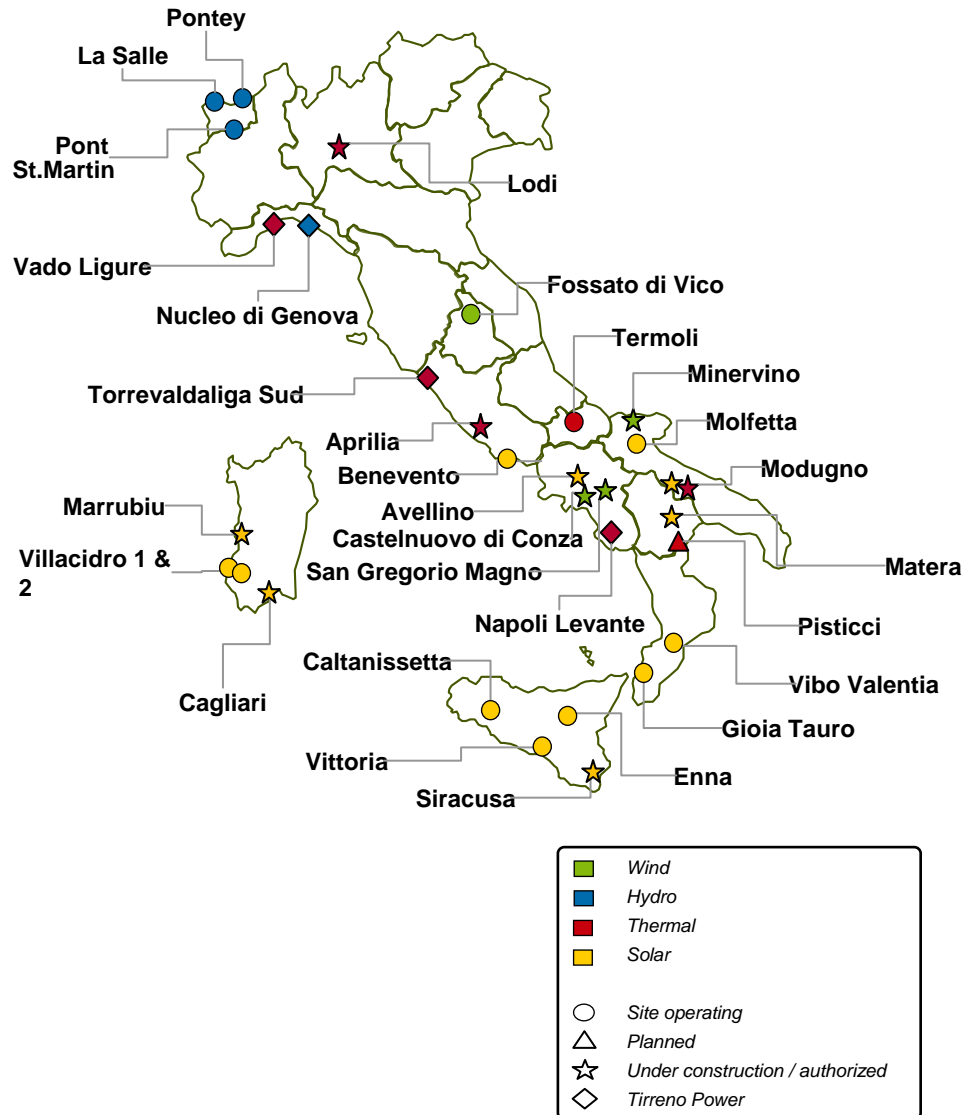 Pontey
La Salle
Pont
St.Martin
Lodi
Vado Ligure
Nucleo di Genova
Fossato di Vico
Termoli
Torrevaldaliga Sud
Minervino
Molfetta
Aprilia
Benevento
Modugno
Marrubiu
Avellino
Castelnuovo di Conza
Villacidro 1 &
2
San Gregorio Magno
Matera
Napoli Levante
Pisticci
Caltanissetta
Vibo Valentia
Cagliari
Gioia Tauro
Vittoria
Enna
Siracusa
Wind
Hydro
Thermal
Solar
Site operating
Planned
Under construction / authorized
Tirreno Power